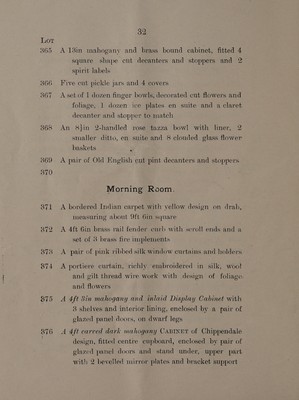 32
LOT
365 A 13in mahogany and brass bound cabinet, fitted 4
square shape cut decanters and stoppers and 2
spirit labels
366 Five cut pickle jars and 4 covers
367 A set of 1 dozen finger bowls, decorated cut flowers and
foliage, 1 dozen ice plates en suite and a claret
decanter and stopper to match
368 An 8½in 2-handled rose tazza bowl with liner, 2
smaller ditto, en suite and 8 clouded glass flower
baskets
369 A pair of Old English cut pint decanters and stoppers
370
Morning Room.
371 A bordered Indian carpet with yellow design on drab,
measuring about 9ft 6in square
372 A 4ft 6in brass rail fender curb with scroll ends and a
set of 3 brass fire implements
373 A pair of pink ribbed silk window curtains and holders
374 A portiere curtain, richly embroidered in silk, wool
and gilt thread wire work with design of foliage
and flowers
375 A 4ft 3in mahogany and inlaid Display Cabinet with
3 shelves and interior lining, enclosed by a pair of
glazed panel doors, on dwarf legs
376 A 4ft carved dark mahogany CABINET of Chippendale
design, fitted centre cupboard, enclosed by pair of
glazed panel doors and stand under, upper part
with 2 bevelled mirror plates and bracket support